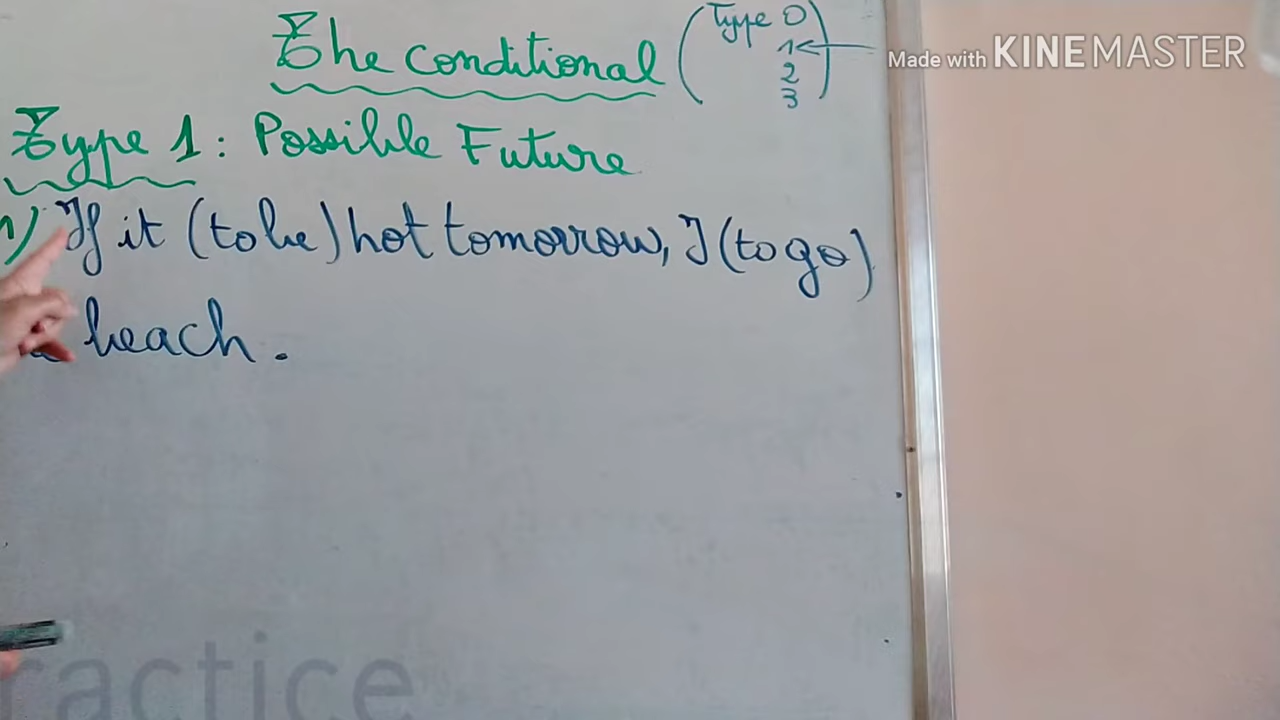 The conditional (Type 0
1←
2
3)
Made with KINEMASTER
Type 1: Possible Future
1) If it (to be) hot tomorrow, I (to go)
beach.
ractice